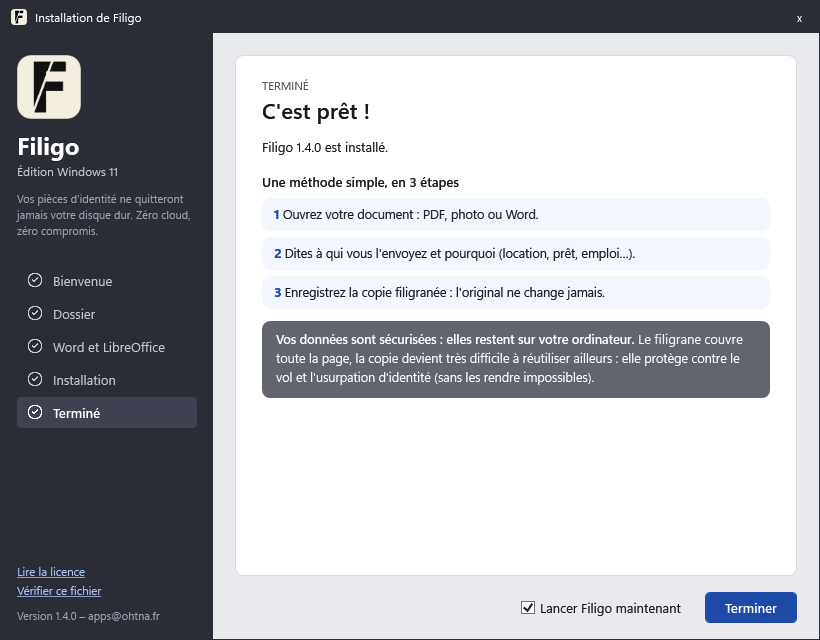 Installation de Filigo
x
Filigo
Édition Windows 11
Vos pièces d'identité ne quitteront
jamais votre disque dur. Zéro cloud,
zéro compromis.
Bienvenue
Dossier
Word et LibreOffice
Installation
Terminé
Lire la licence
Vérifier ce fichier
Version 1.4.0 – apps@ohtna.fr
TERMINÉ
C'est prêt !
Filigo 1.4.0 est installé.
Une méthode simple, en 3 étapes
1 Ouvrez votre document : PDF, photo ou Word.
2 Dites à qui vous l'envoyez et pourquoi (location, prêt, emploi…).
3 Enregistrez la copie filigranée : l'original ne change jamais.
Vos données sont sécurisées : elles restent sur votre ordinateur. Le filigrane couvre
toute la page, la copie devient très difficile à réutiliser ailleurs : elle protège contre le
vol et l'usurpation d'identité (sans les rendre impossibles).
Lancer Filigo maintenant
Terminer